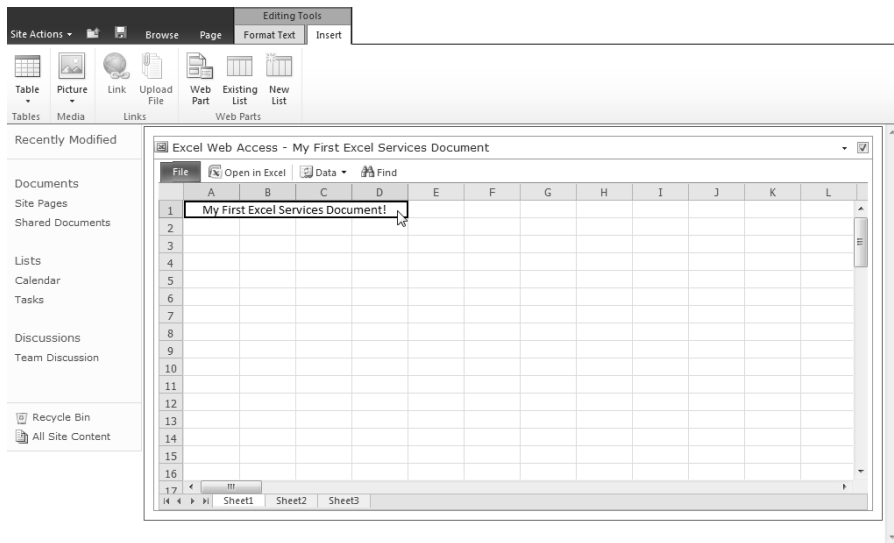 Editing Tools
Site Actions Browse Page Format Text Insert
Table Picture Link Upload File Web Part Existing List New List
Tables Media Links Web Parts
Recently Modified
Documents
Site Pages
Shared Documents
Lists
Calendar
Tasks
Discussions
Team Discussion
Recycle Bin
All Site Content
Excel Web Access - My First Excel Services Document
File Open in Excel Data Find
A B C D E F G H I J K L
1 My First Excel Services Document!
2
3
4
5
6
7
8
9
10
11
12
13
14
15
16
17
Sheet1 Sheet2 Sheet3